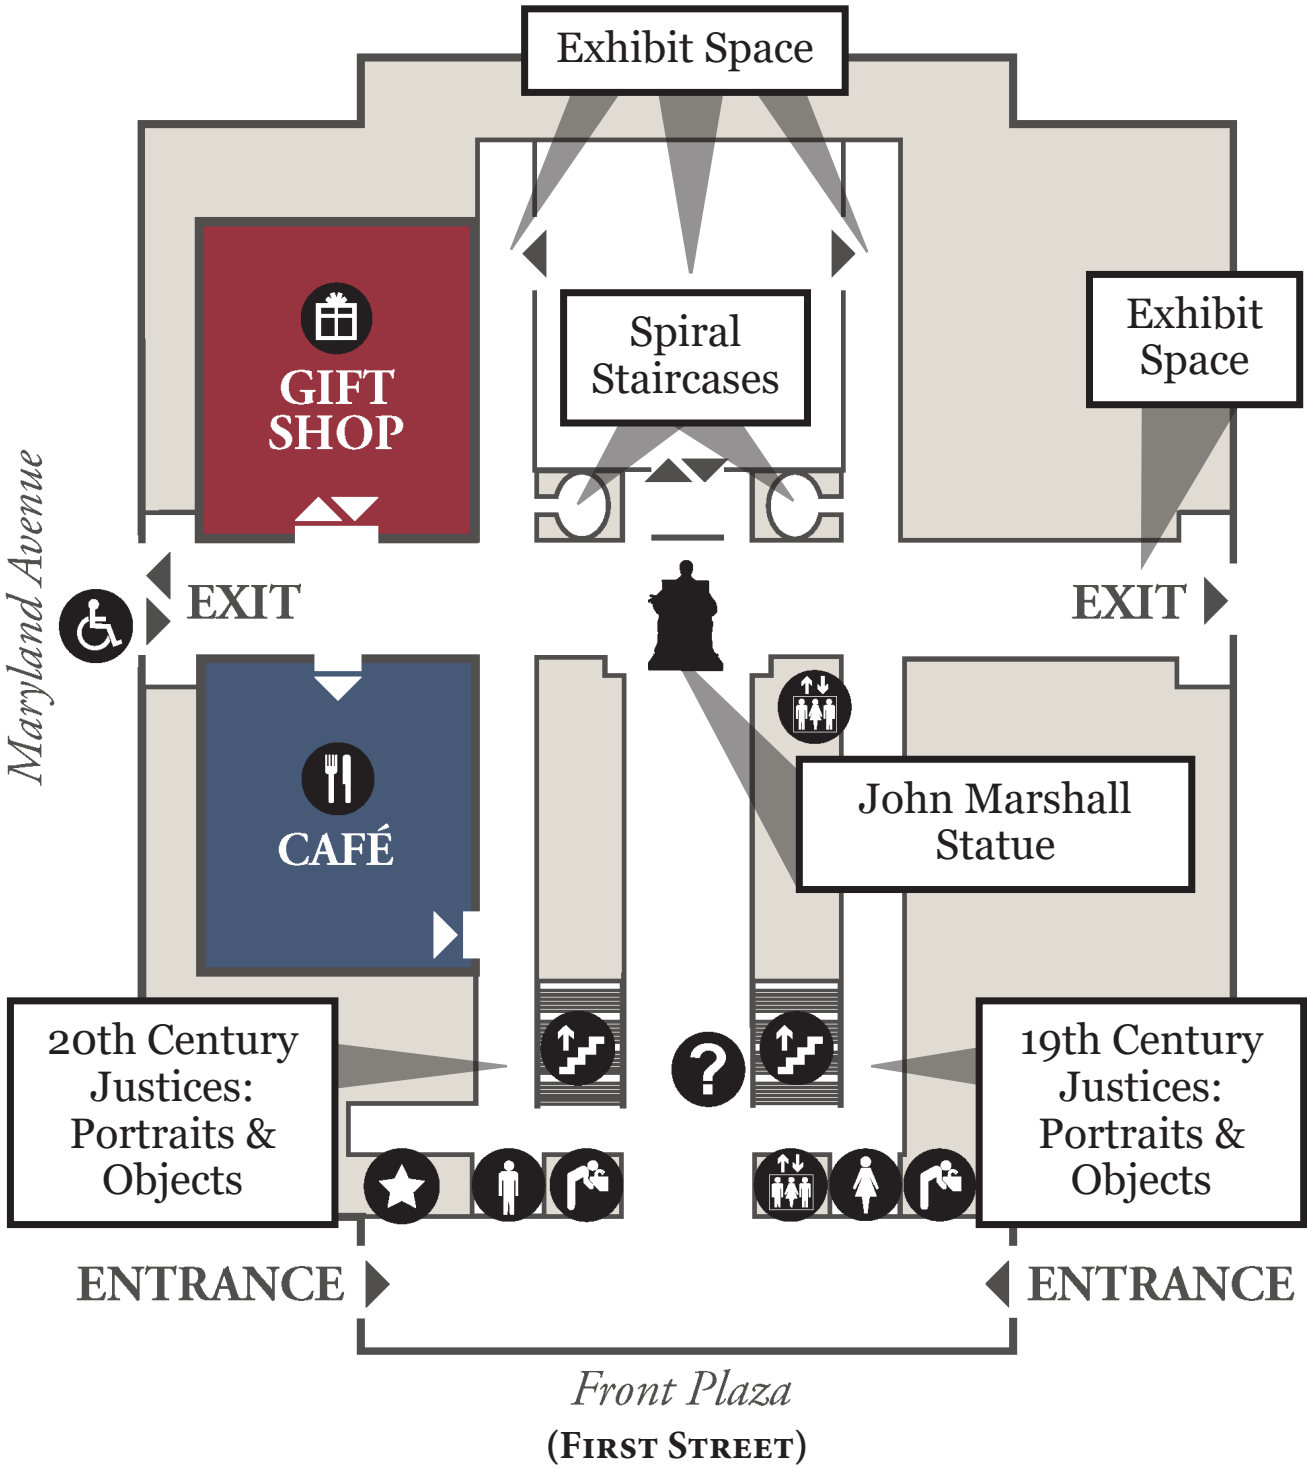 Exhibit Space
Exhibit
Space
Spiral
Staircases
GIFT
SHOP
Maryland Avenue
EXIT
EXIT
CAFÉ
John Marshall
Statue
20th Century
Justices:
Portraits &
Objects
?
19th Century
Justices:
Portraits &
Objects
ENTRANCE
ENTRANCE
Front Plaza
(First Street)